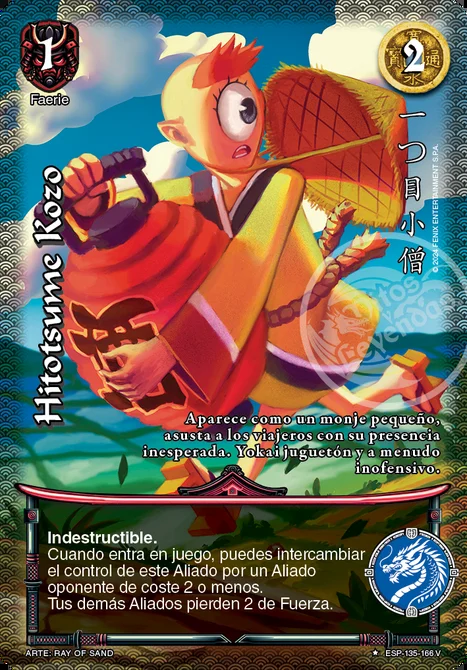 1
Faerie
2
Hitotsume Kozo
一つ目小僧
©2024 FENIX ENTERTAINMENT S.P.A.
Mitos
Leyendas
Aparece como un monje pequeño,
asusta a los viajeros con su presencia
inesperada. Yokai juguetón y a menudo
inofensivo.
Indestructible.
Cuando entra en juego, puedes intercambiar
el control de este Aliado por un Aliado
oponente de coste 2 o menos.
Tus demás Aliados pierden 2 de Fuerza.
ARTE: RAY OF SAND
ESP-135-166 V